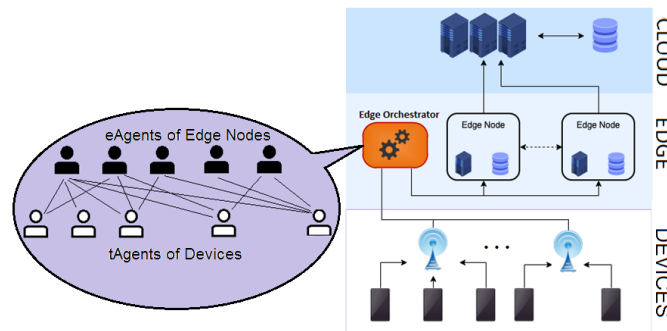 eAgents of Edge Nodes
tAgents of Devices
Edge Orchestrator
Edge Node
Edge Node
CLOUD
EDGE
DEVICES